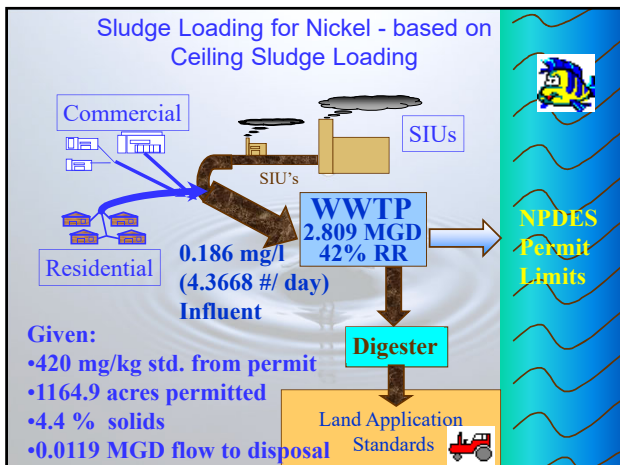 Sludge Loading for Nickel - based on
Ceiling Sludge Loading
Commercial
SIUs
SIU's
WWTP
2.809 MGD
42% RR
NPDES
Permit
Limits
Residential
0.186 mg/l
(4.3668 #/ day)
Influent
Given:
•420 mg/kg std. from permit
•1164.9 acres permitted
•4.4 % solids
•0.0119 MGD flow to disposal
Digester
Land Application
Standards